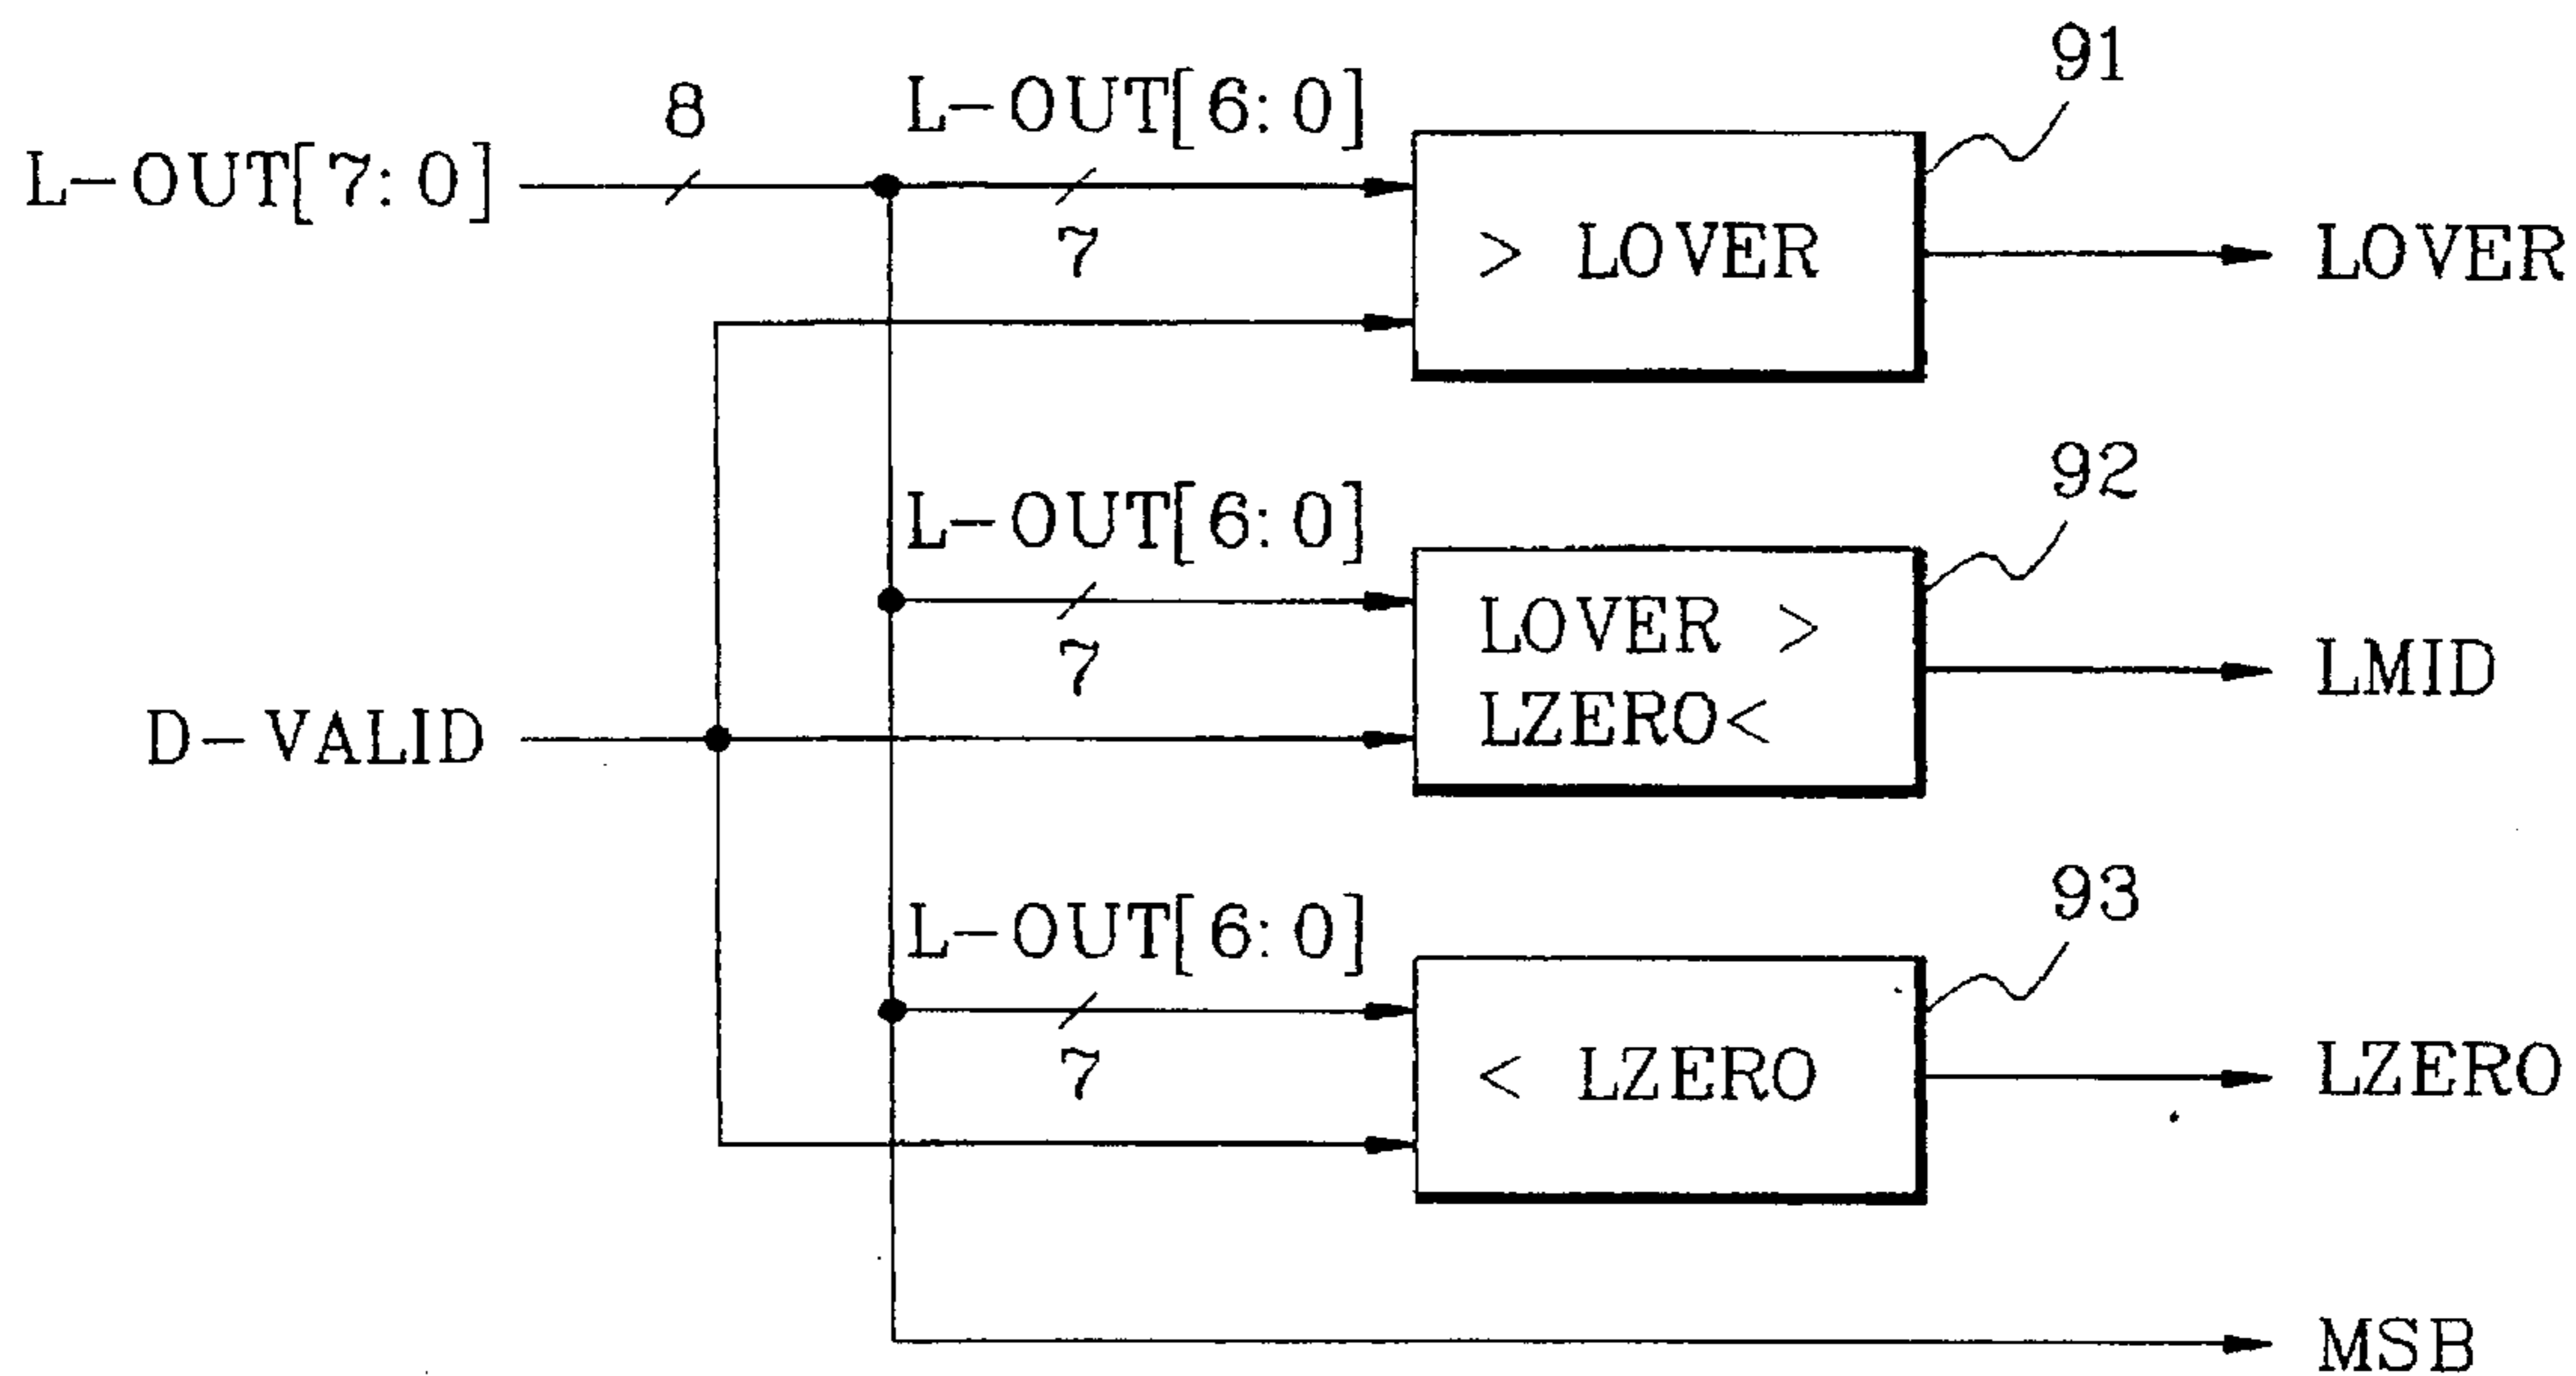 91
8
L-OUT[6:0]
L-OUT[7:0]
7
> LOVER
LOVER
92
L-OUT[6:0]
7
LOVER >
LZERO<
LMID
D-VALID
93
L-OUT[6:0]
7
< LZERO
LZERO
MSB